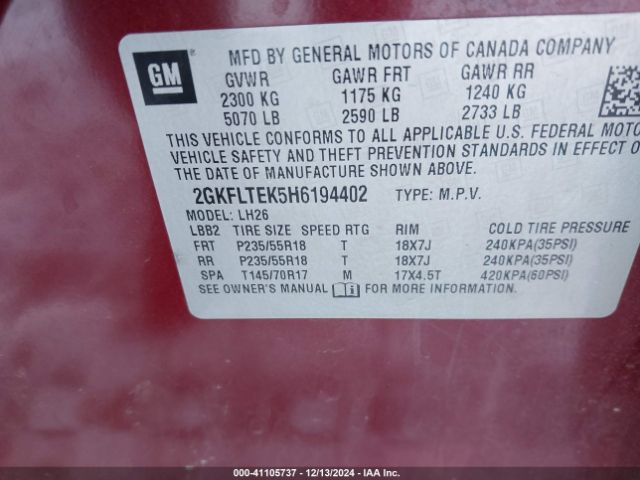 GM
MFD BY GENERAL MOTORS OF CANADA COMPANY
GVWR GAWR FRT GAWR RR
2300 KG 1175 KG 1240 KG
5070 LB 2590 LB 2733 LB
THIS VEHICLE CONFORMS TO ALL APPLICABLE U.S. FEDERAL MOTO
VEHICLE SAFETY AND THEFT PREVENTION STANDARDS IN EFFECT O
THE DATE OF MANUFACTURE SHOWN ABOVE.
2GKFLTEK5H6194402 TYPE: M.P.V.
MODEL: LH26
LBB2 TIRE SIZE SPEED RTG RIM COLD TIRE PRESSURE
FRT P235/55R18 T 18X7J 240KPA(35PSI)
RR P235/55R18 T 18X7J 240KPA(35PSI)
SPA T145/70R17 M 17X4.5T 420KPA(60PSI)
SEE OWNER'S MANUAL FOR MORE INFORMATION.
000-41105737 - 12/13/2024 - IAA Inc.